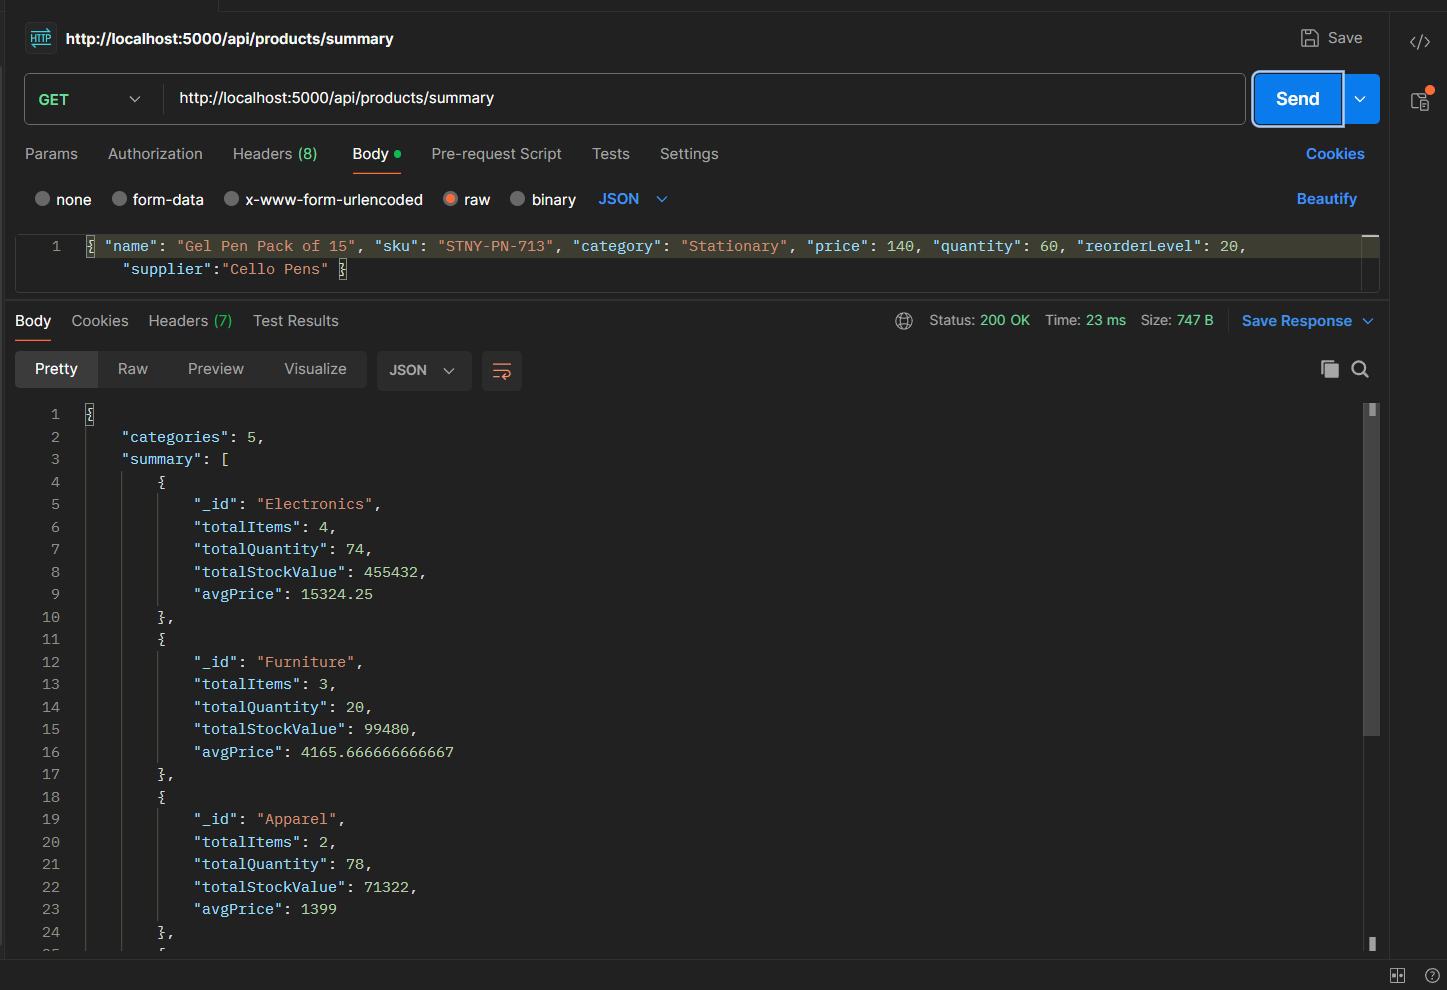 HTTP http://localhost:5000/api/products/summary Save
GET http://localhost:5000/api/products/summary Send
Params Authorization Headers (8) Body Pre-request Script Tests Settings Cookies
none form-data x-www-form-urlencoded raw binary JSON Beautify
1 { "name": "Gel Pen Pack of 15", "sku": "STNY-PN-713", "category": "Stationary", "price": 140, "quantity": 60, "reorderLevel": 20,
"supplier":"Cello Pens" }
Body Cookies Headers (7) Test Results Status: 200 OK Time: 23 ms Size: 747 B Save Response
Pretty Raw Preview Visualize JSON
1 {
2 "categories": 5,
3 "summary": [
4 {
5 "_id": "Electronics",
6 "totalItems": 4,
7 "totalQuantity": 74,
8 "totalStockValue": 455432,
9 "avgPrice": 15324.25
10 },
11 {
12 "_id": "Furniture",
13 "totalItems": 3,
14 "totalQuantity": 20,
15 "totalStockValue": 99480,
16 "avgPrice": 4165.666666666667
17 },
18 {
19 "_id": "Apparel",
20 "totalItems": 2,
21 "totalQuantity": 78,
22 "totalStockValue": 71322,
23 "avgPrice": 1399
24 },